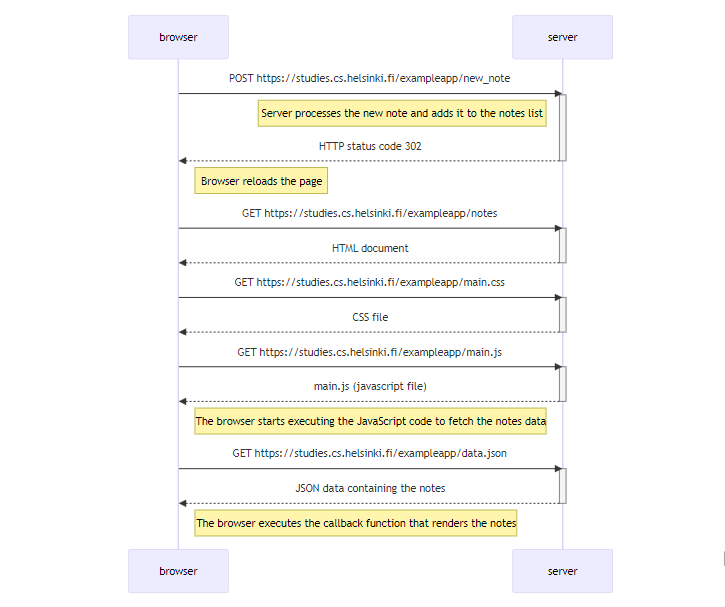 browser server
POST https://studies.cs.helsinki.fi/exampleapp/new_note
Server processes the new note and adds it to the notes list
HTTP status code 302
Browser reloads the page
GET https://studies.cs.helsinki.fi/exampleapp/notes
HTML document
GET https://studies.cs.helsinki.fi/exampleapp/main.css
CSS file
GET https://studies.cs.helsinki.fi/exampleapp/main.js
main.js (javascript file)
The browser starts executing the JavaScript code to fetch the notes data
GET https://studies.cs.helsinki.fi/exampleapp/data.json
JSON data containing the notes
The browser executes the callback function that renders the notes
browser server